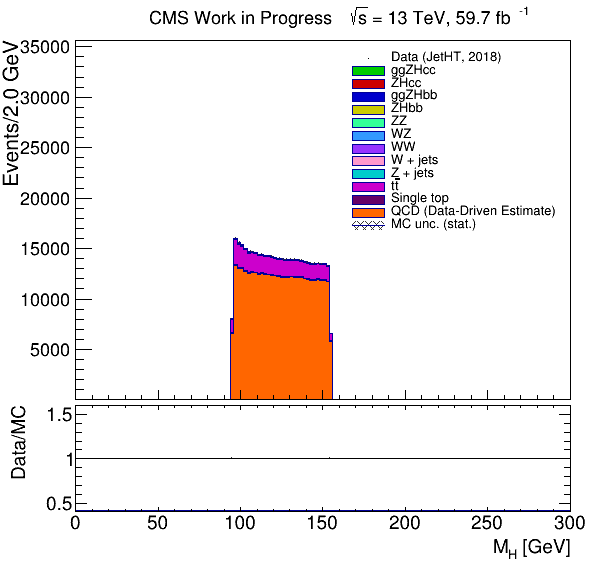 CMS Work in Progress √s = 13 TeV, 59.7 fb⁻¹
Events/2.0 GeV
35000
30000
25000
20000
15000
10000
5000
Data (JetHT, 2018)
ggZHcc
ZHcc
ggZHbb
ZHbb
ZZ
WZ
WW
W + jets
Z + jets
tt̅
Single top
QCD (Data-Driven Estimate)
MC unc. (stat.)
Data/MC
1.5
1
0.5
0 50 100 150 200 250 300
M_H [GeV]